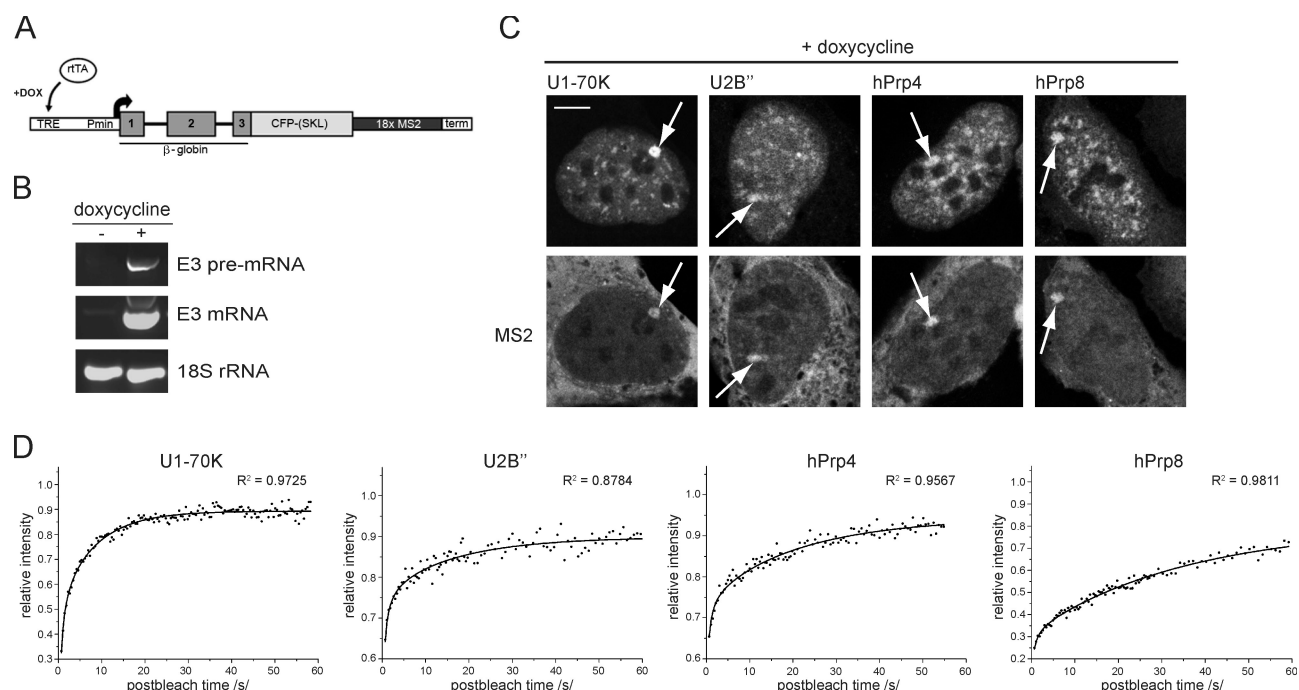 A
rtTA
+DOX
TRE Pmin 1 2 3 CFP-(SKL) 18x MS2 term
β-globin
B
doxycycline
- +
E3 pre-mRNA
E3 mRNA
18S rRNA
C
+ doxycycline
U1-70K U2B” hPrp4 hPrp8
MS2
D
U1-70K
R² = 0.9725
relative intensity
1.0
0.9
0.8
0.7
0.6
0.5
0.4
0.3
0 10 20 30 40 50 60
postbleach time /s/
U2B”
R² = 0.8784
relative intensity
1.0
0.9
0.8
0.7
0.6
0 10 20 30 40 50 60
postbleach time /s/
hPrp4
R² = 0.9567
relative intensity
1.0
0.9
0.8
0.7
0.6
0 10 20 30 40 50 60
postbleach time /s/
hPrp8
R² = 0.9811
relative intensity
1.0
0.9
0.8
0.7
0.6
0.5
0.4
0.3
0.2
0 10 20 30 40 50 60
postbleach time /s/